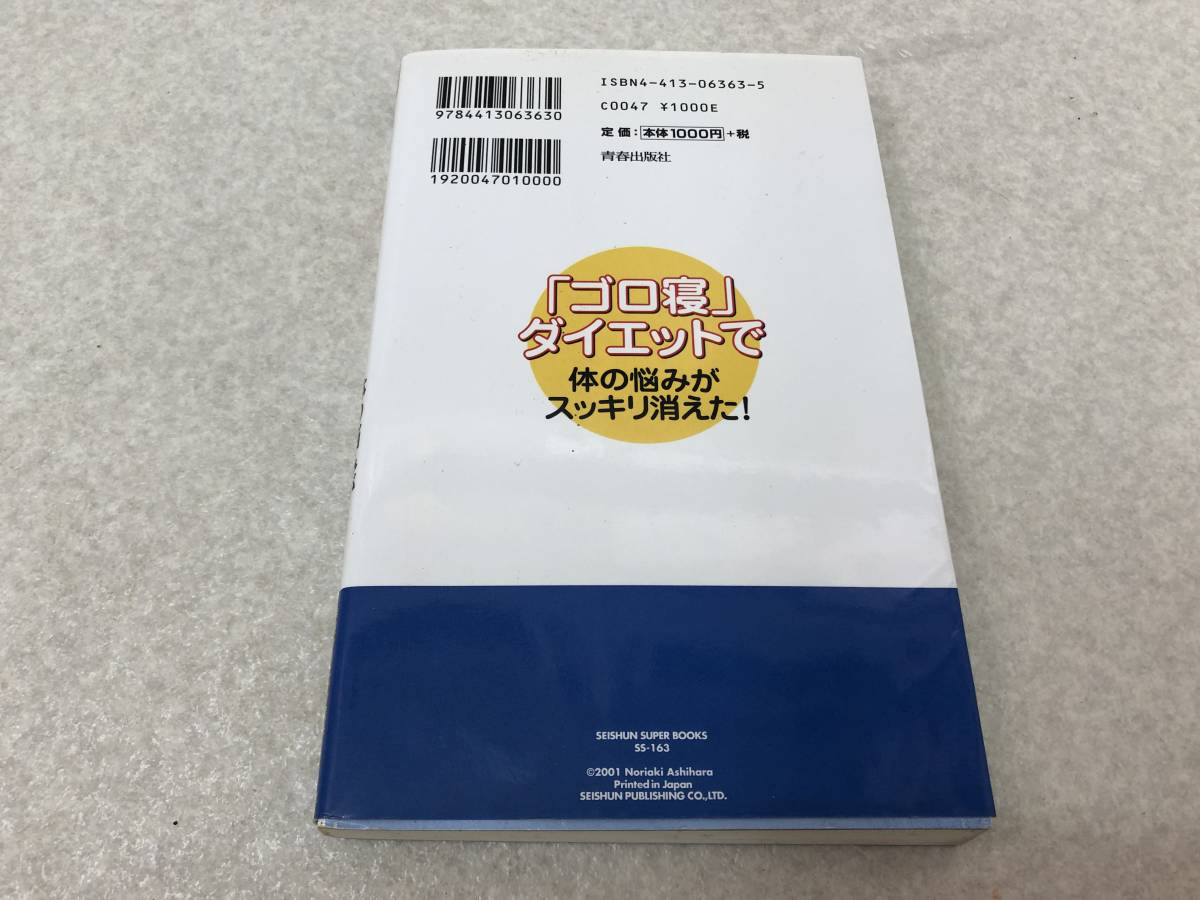 ISBN4-413-06363-5
C0047 ¥1000E
定価：本体1000円+税
青春出版社
9784413063630
1920047010000
「ゴロ寝」
ダイエットで
体の悩みが
スッキリ消えた！
SEISHUN SUPER BOOKS
SS-163
©2001 Noriaki Ashihara
Printed in Japan
SEISHUN PUBLISHING CO.,LTD.